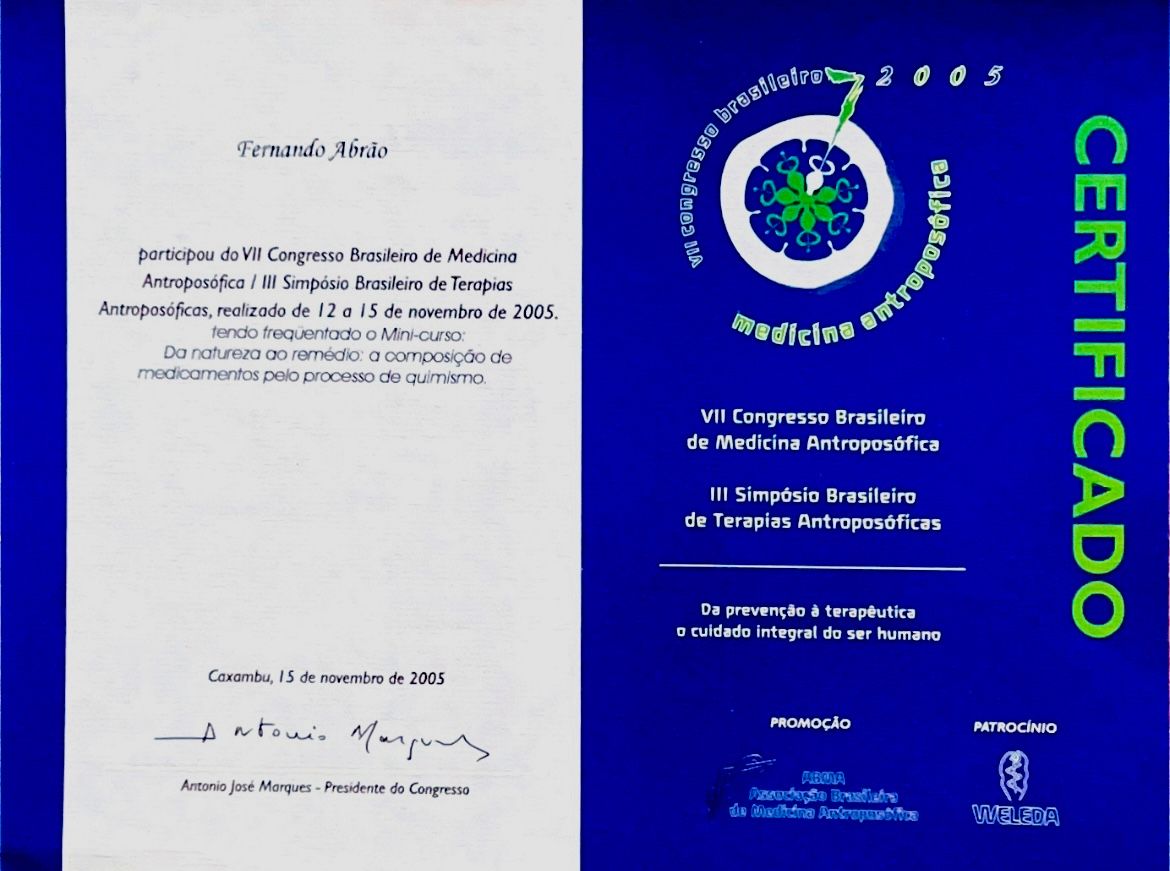 Fernando Abrão
participou do VII Congresso Brasileiro de Medicina
Antroposófica / III Simpósio Brasileiro de Terapias
Antroposóficas, realizado de 12 a 15 de novembro de 2005.
tendo freqüentado o Mini-curso:
Da natureza ao remédio: a composição de
medicamentos pelo processo de quimismo.
Caxambu, 15 de novembro de 2005
Antonio Marques
Antonio José Marques - Presidente do Congresso
VII congresso brasileiro 7 2005
medicina antroposófica
VII Congresso Brasileiro
de Medicina Antroposófica
III Simpósio Brasileiro
de Terapias Antroposóficas
Da prevenção à terapêutica
o cuidado integral do ser humano
PROMOÇÃO
ABMA
Associação Brasileira
de Medicina Antroposófica
PATROCÍNIO
WELEDA
CERTIFICADO